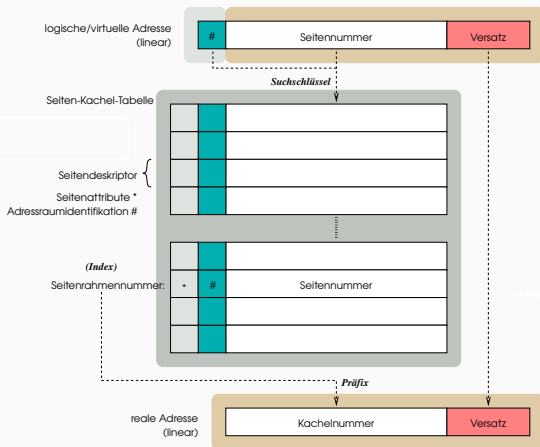 logische/virtuelle Adresse
(linear)
# Seitennummer Versatz
Suchschlüssel
Seiten-Kachel-Tabelle
Seitendeskriptor
Seitenattribute *
Adressraumidentifikation #
(Index)
Seitenrahmennummer: * # Seitennummer
Präfix
reale Adresse
(linear)
Kachelnummer Versatz